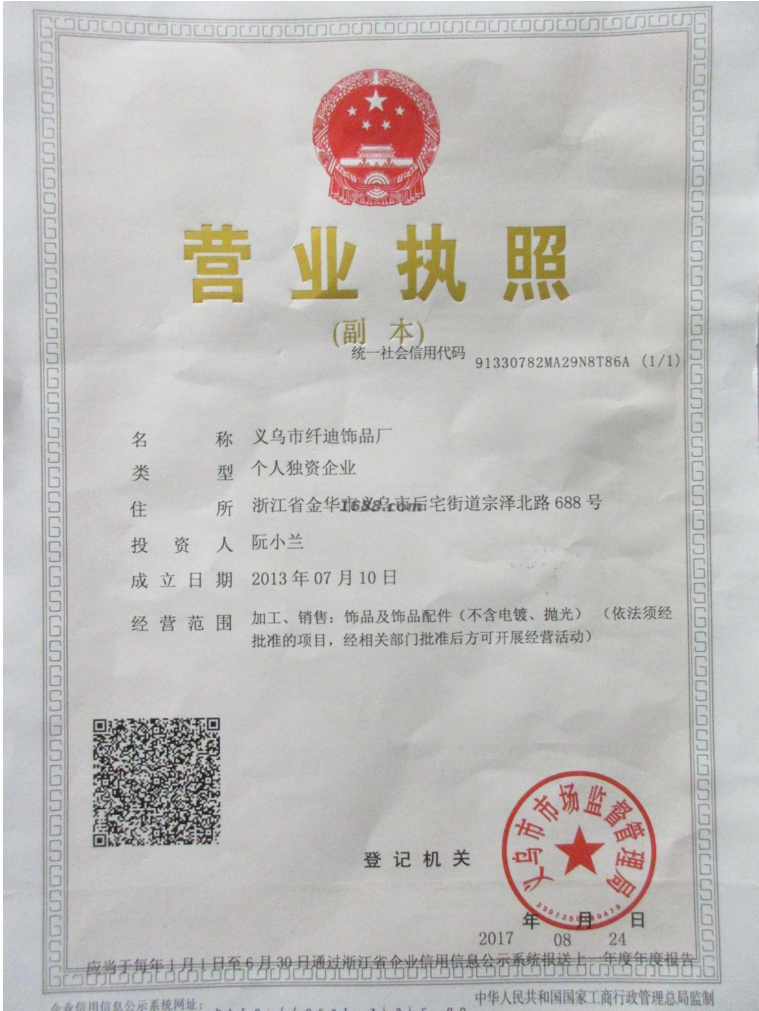 营业执照
(副 本)
统一社会信用代码 91330782MA29N8T86A (1/1)
名 称 义乌市纤迪饰品厂
类 型 个人独资企业
住 所 浙江省金华市义乌市后宅街道宗泽北路688号
1688.com
投 资 人 阮小兰
成立日期 2013年07月10日
经营范围 加工、销售：饰品及饰品配件（不含电镀、抛光）（依法须经
批准的项目，经相关部门批准后方可开展经营活动）
义乌市市场监督管理局
登记机关
年 月 日
2017 08 24
应当于每年1月1日至6月30日通过浙江省企业信用信息公示系统报送上一年度年度报告
企业信用信息公示系统网址：
中华人民共和国国家工商行政管理总局监制